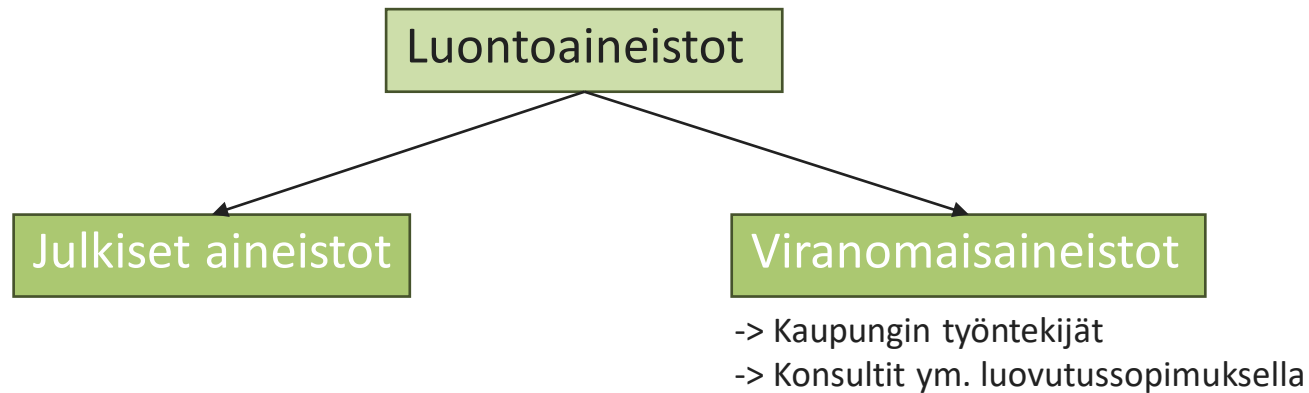 Luontoaineistot
Julkiset aineistot
Viranomaisaineistot
-> Kaupungin työntekijät
-> Konsultit ym. luovutussopimuksella